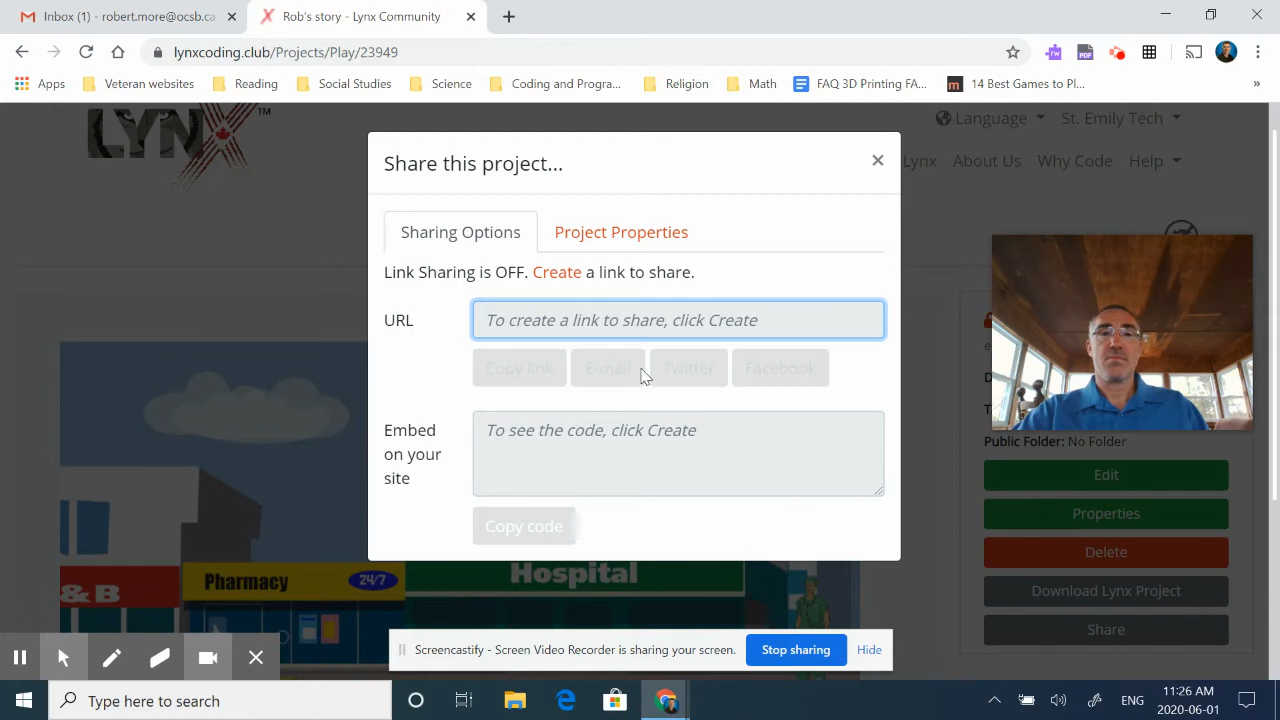 Inbox (1) - robert.more@ocsb.ca
Rob's story - Lynx Community
lynxcoding.club/Projects/Play/23949
Apps
Veteran websites
Reading
Social Studies
Science
Coding and Progra...
Religion
Math
FAQ 3D Printing FA...
14 Best Games to Pl...
LYNX™
Language
St. Emily Tech
Lynx
About Us
Why Code
Help
Share this project...
Sharing Options
Project Properties
Link Sharing is OFF. Create a link to share.
URL
To create a link to share, click Create
Copy link
E-mail
Twitter
Facebook
Embed
on your
site
To see the code, click Create
Copy code
Public Folder: No Folder
Edit
Properties
Delete
Download Lynx Project
Share
& B
Pharmacy
24/7
Hospital
Screencastify - Screen Video Recorder is sharing your screen.
Stop sharing
Hide
Type here to search
ENG
11:26 AM
2020-06-01